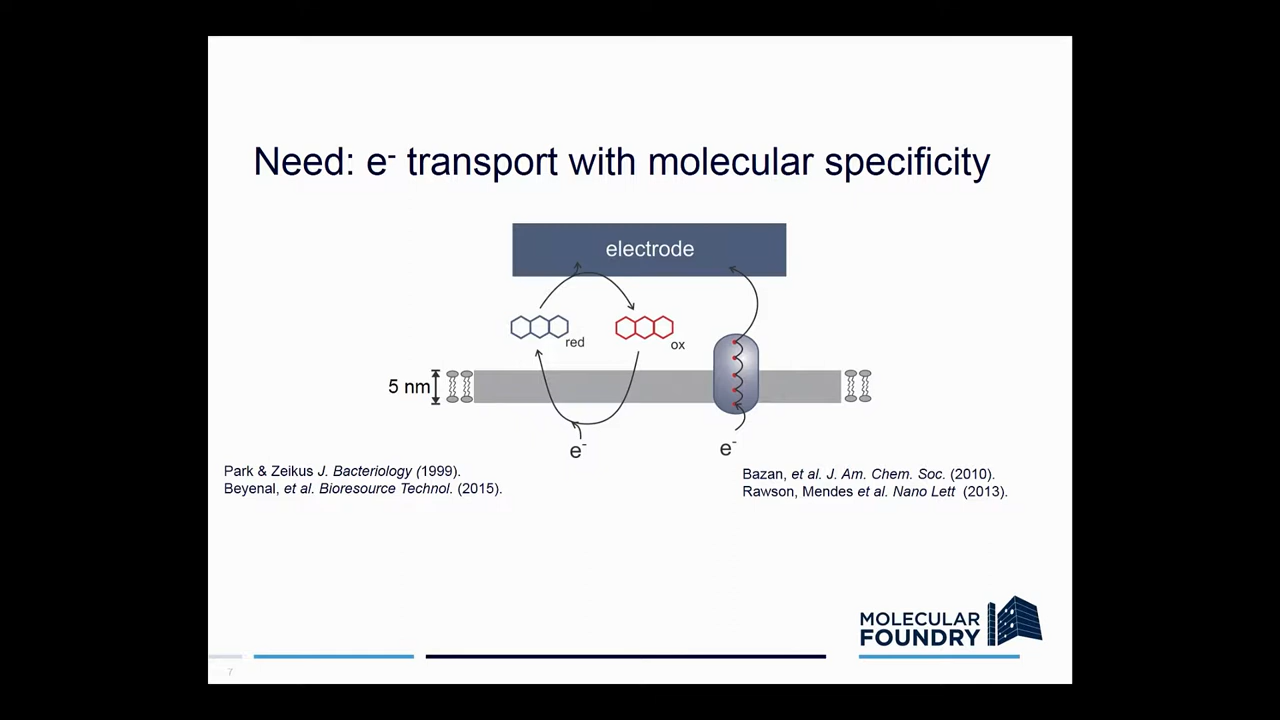 Need: e- transport with molecular specificity
electrode
red
ox
5 nm
e-
e-
Park & Zeikus J. Bacteriology (1999).
Beyenal, et al. Bioresource Technol. (2015).
Bazan, et al. J. Am. Chem. Soc. (2010).
Rawson, Mendes et al. Nano Lett (2013).
MOLECULAR
FOUNDRY
7